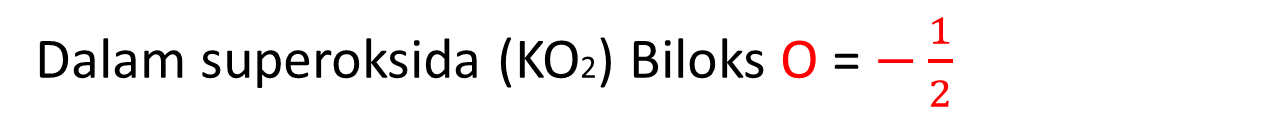 Dalam superoksida (KO₂) Biloks O = −1/2